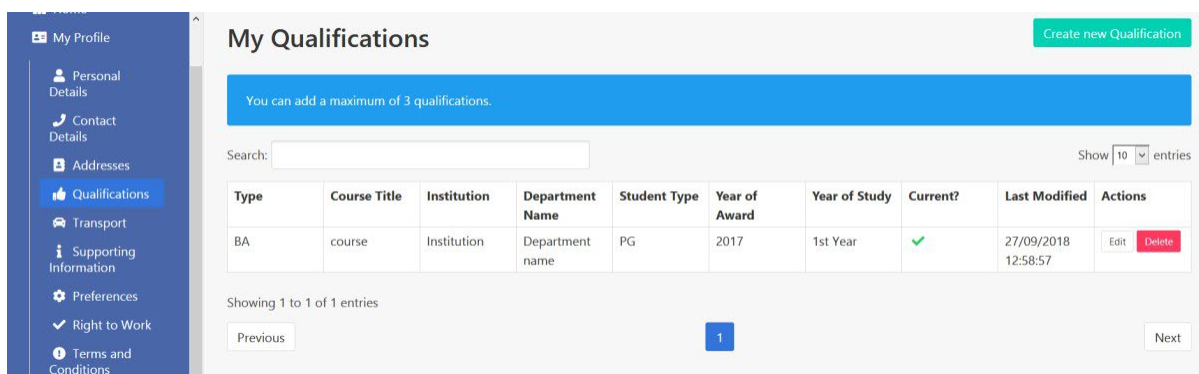 My Profile
Personal
Details
Contact
Details
Addresses
Qualifications
Transport
Supporting
Information
Preferences
Right to Work
Terms and
Conditions
My Qualifications
Create new Qualification
You can add a maximum of 3 qualifications.
Search:
Show 10 entries
Type Course Title Institution Department Name Student Type Year of Award Year of Study Current? Last Modified Actions
BA course Institution Department name PG 2017 1st Year 27/09/2018 12:58:57 Edit Delete
Showing 1 to 1 of 1 entries
Previous 1 Next